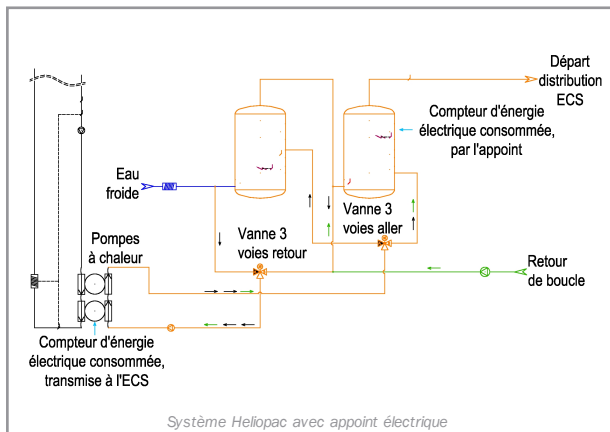 Départ
distribution
ECS
Compteur d'énergie
électrique consommée,
par l'appoint
Eau
froide
Vanne 3
voies aller
Vanne 3
voies retour
Pompes
à chaleur
Retour
de boucle
Compteur d'énergie
électrique consommée,
transmise à l'ECS
Système Heliopac avec appoint électrique